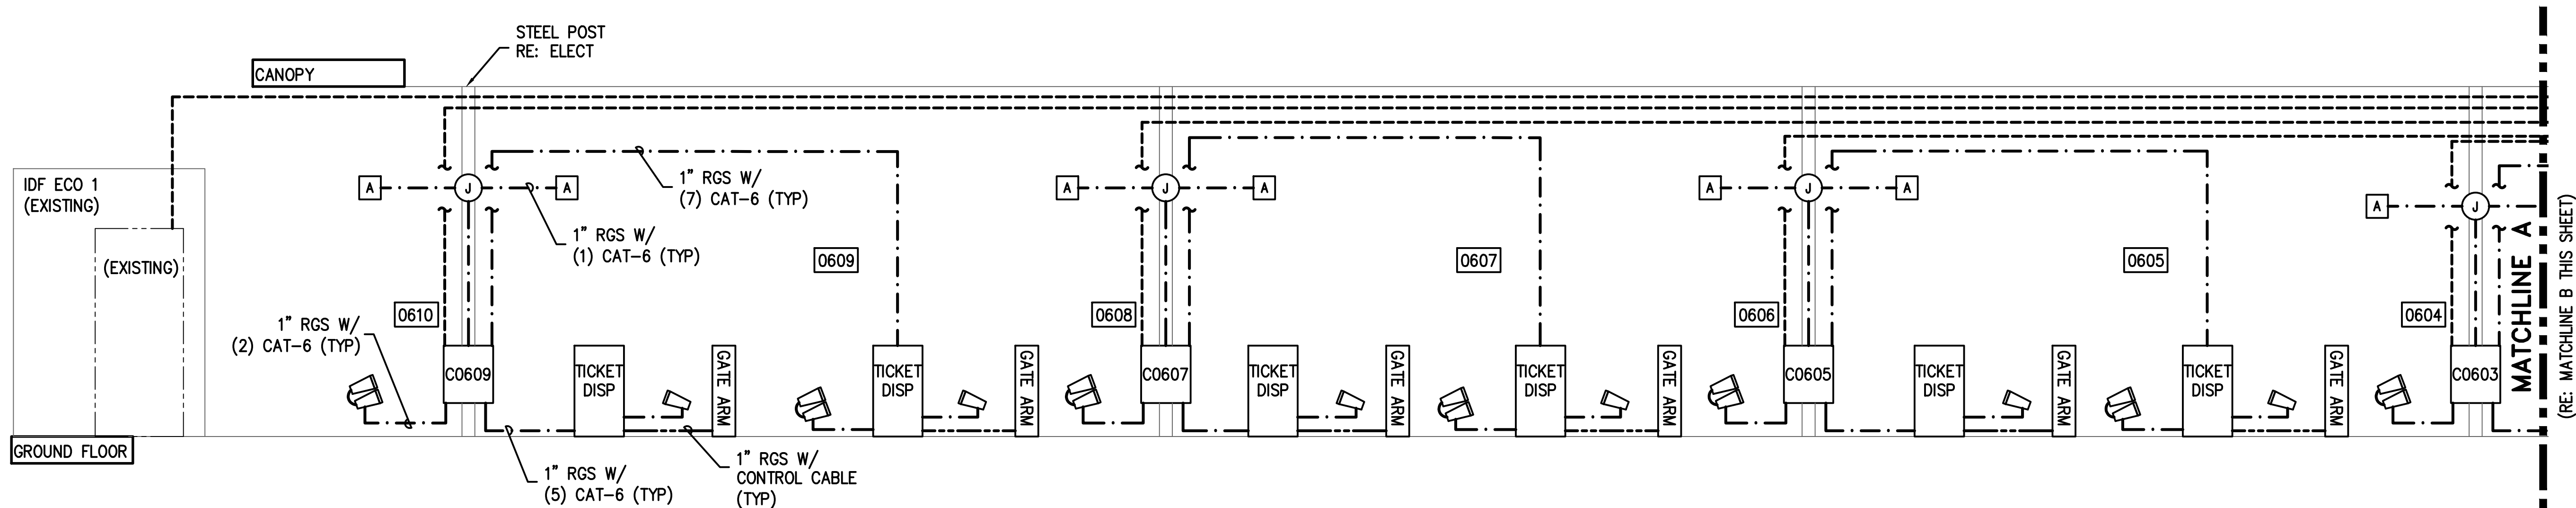 STEEL POST
RE: ELECT
CANOPY
IDF ECO 1
(EXISTING)
(EXISTING)
A
J
A
1" RGS W/
(7) CAT-6 (TYP)
1" RGS W/
(1) CAT-6 (TYP)
A
J
A
A
J
A
A
J
0610
0609
0608
0607
0606
0605
0604
1" RGS W/
(2) CAT-6 (TYP)
C0609
TICKET
DISP
GATE ARM
TICKET
DISP
GATE ARM
C0607
TICKET
DISP
GATE ARM
TICKET
DISP
GATE ARM
C0605
TICKET
DISP
GATE ARM
TICKET
DISP
GATE ARM
C0603
MATCHLINE A
(RE: MATCHLINE B THIS SHEET)
GROUND FLOOR
1" RGS W/
(5) CAT-6 (TYP)
1" RGS W/
CONTROL CABLE
(TYP)